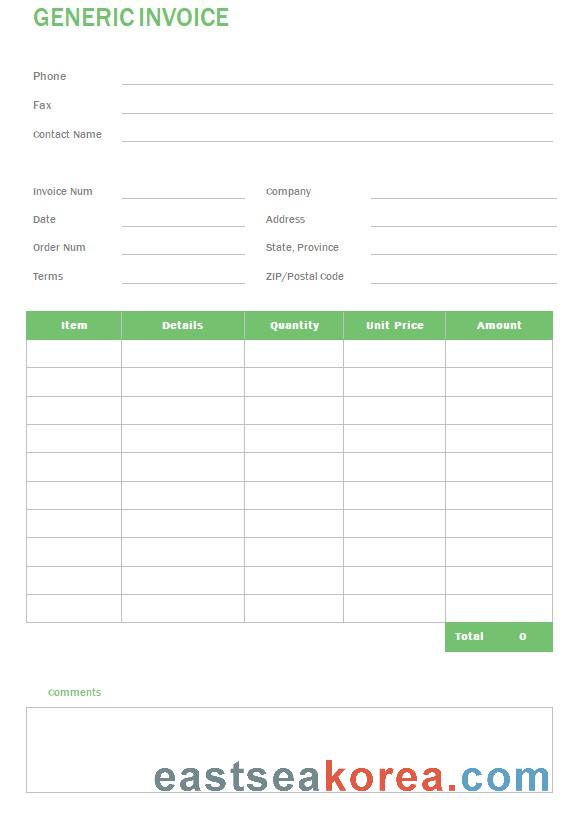 GENERIC INVOICE
Phone
Fax
Contact Name
Invoice Num Company
Date Address
Order Num State, Province
Terms ZIP/Postal Code
Item Details Quantity Unit Price Amount
Total 0
Comments
eastseakorea.com